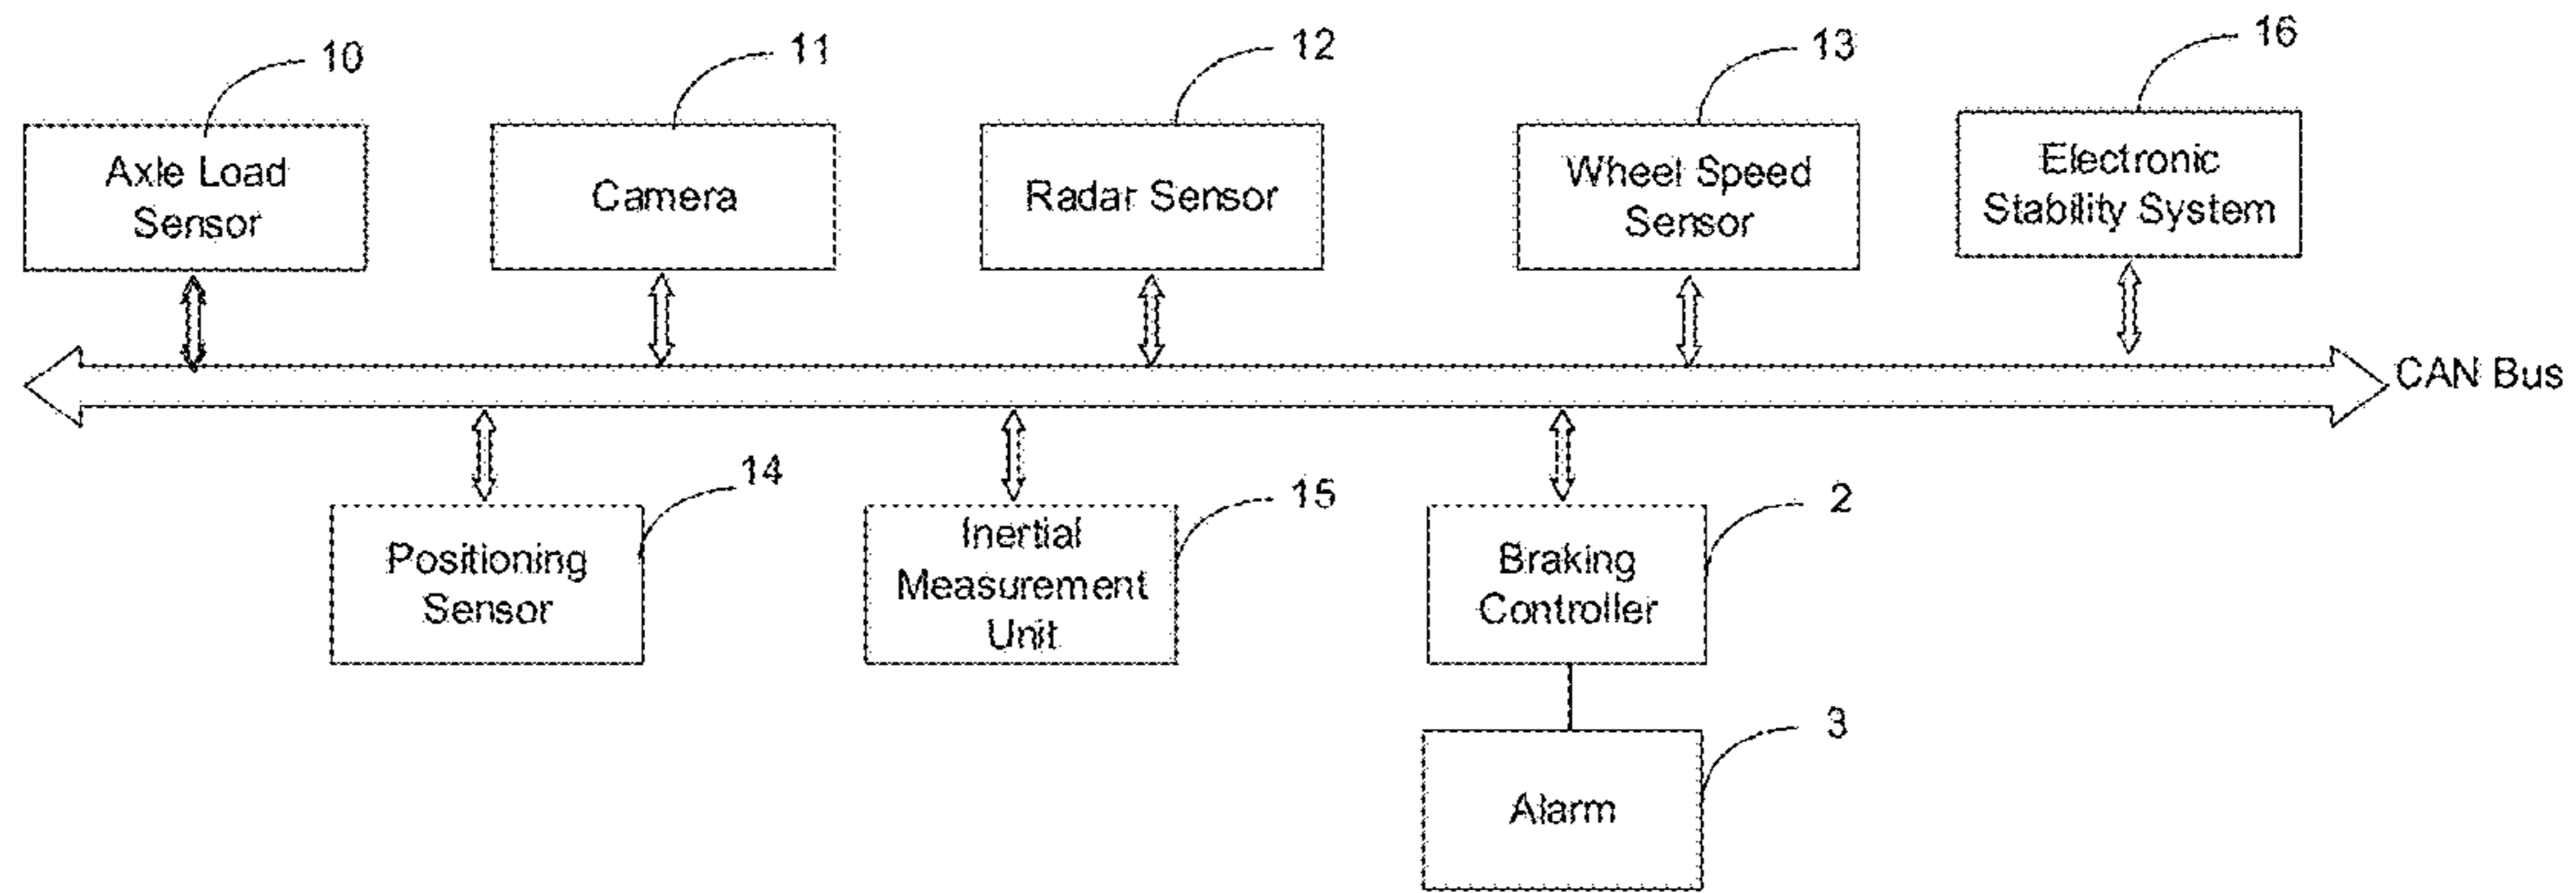 10
11
12
13
16
Axle Load
Sensor
Camera
Radar Sensor
Wheel Speed
Sensor
Electronic
Stability System
CAN Bus
14
15
2
Positioning
Sensor
Inertial
Measurement
Unit
Braking
Controller
3
Alarm